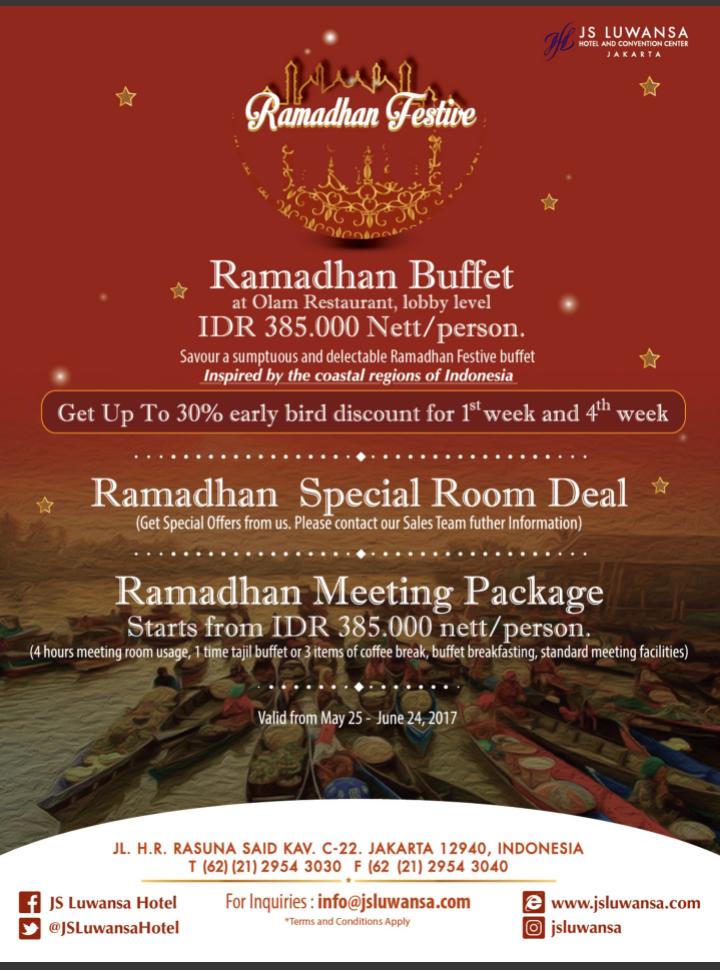 JS LUWANSA
HOTEL AND CONVENTION CENTER
JAKARTA
Ramadhan Festive
Ramadhan Buffet
at Olam Restaurant, lobby level
IDR 385.000 Nett/person.
Savour a sumptuous and delectable Ramadhan Festive buffet
Inspired by the coastal regions of Indonesia
Get Up To 30% early bird discount for 1st week and 4th week
Ramadhan Special Room Deal
(Get Special Offers from us. Please contact our Sales Team futher Information)
Ramadhan Meeting Package
Starts from IDR 385.000 nett/person.
(4 hours meeting room usage, 1 time tajil buffet or 3 items of coffee break, buffet breakfasting, standard meeting facilities)
Valid from May 25 - June 24, 2017
JL. H.R. RASUNA SAID KAV. C-22. JAKARTA 12940, INDONESIA
T (62) (21) 2954 3030 F (62 (21) 2954 3040
JS Luwansa Hotel
@JSLuwansaHotel
For Inquiries : info@jsluwansa.com
*Terms and Conditions Apply
www.jsluwansa.com
jsluwansa